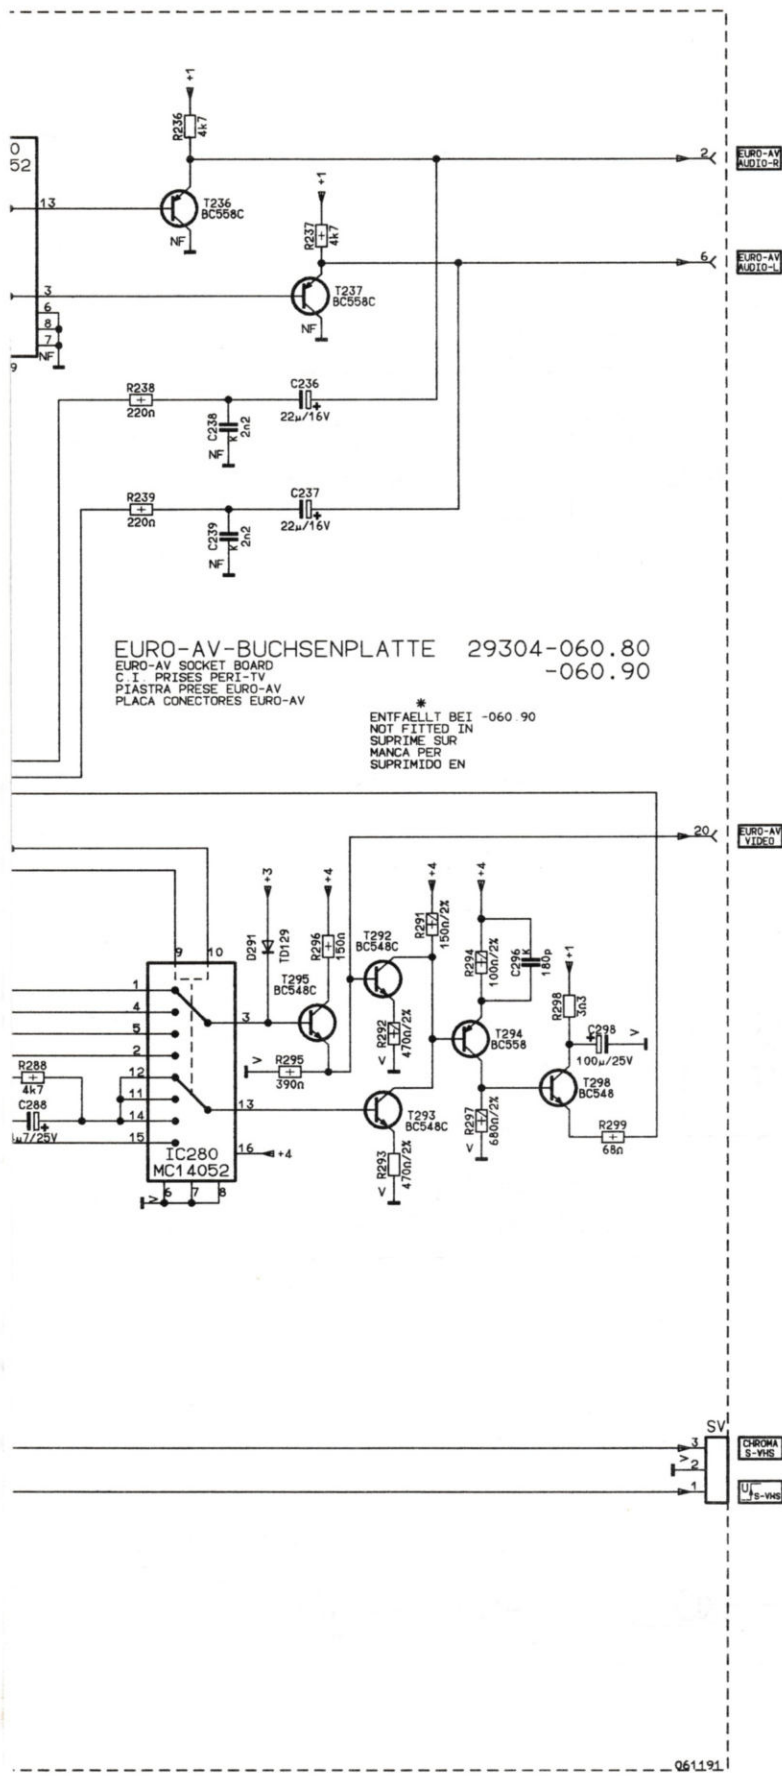 +1
R236
4k7
2
EURO-AV
AUDIO-R
0
52
13
T236
BC558C
NF
+1
R237
4k7
6
EURO-AV
AUDIO-L
3
T237
BC558C
NF
6
8
7
NF
9
R238
220Ω
C236
22µ/16V
C238
K
2n2
NF
R239
220Ω
C237
22µ/16V
C239
K
2n2
NF
EURO-AV-BUCHSENPLATTE 29304-060.80
-060.90
EURO-AV SOCKET BOARD
C.I. PRISES PERI-TV
PIASTRA PRESE EURO-AV
PLACA CONECTORES EURO-AV
*
ENTFAELLT BEI -060.90
NOT FITTED IN
SUPRIME SUR
MANCA PER
SUPRIMIDO EN
20
EURO-AV
VIDEO
+3
+4
+4
+4
D291
TD129
R296
150Ω
T292
BC548C
R291
150Ω/2%
R294
100Ω/2%
C296
K
180p
+1
R298
3Ω3
9
10
T295
BC548C
1
4
5
2
12
11
14
15
3
R292
470Ω/2%
V
T294
BC558
C298
100µ/25V
V
R288
4k7
V
R295
390Ω
T298
BC548
C288
µ7/25V
13
T293
BC548C
R297
680Ω/2%
V
R299
68Ω
IC280
MC14052
16
+4
R293
470Ω/2%
V
V
6
7
8
SV
3
CHROMA
S-VHS
V
2
1
U
S-VHS
061191